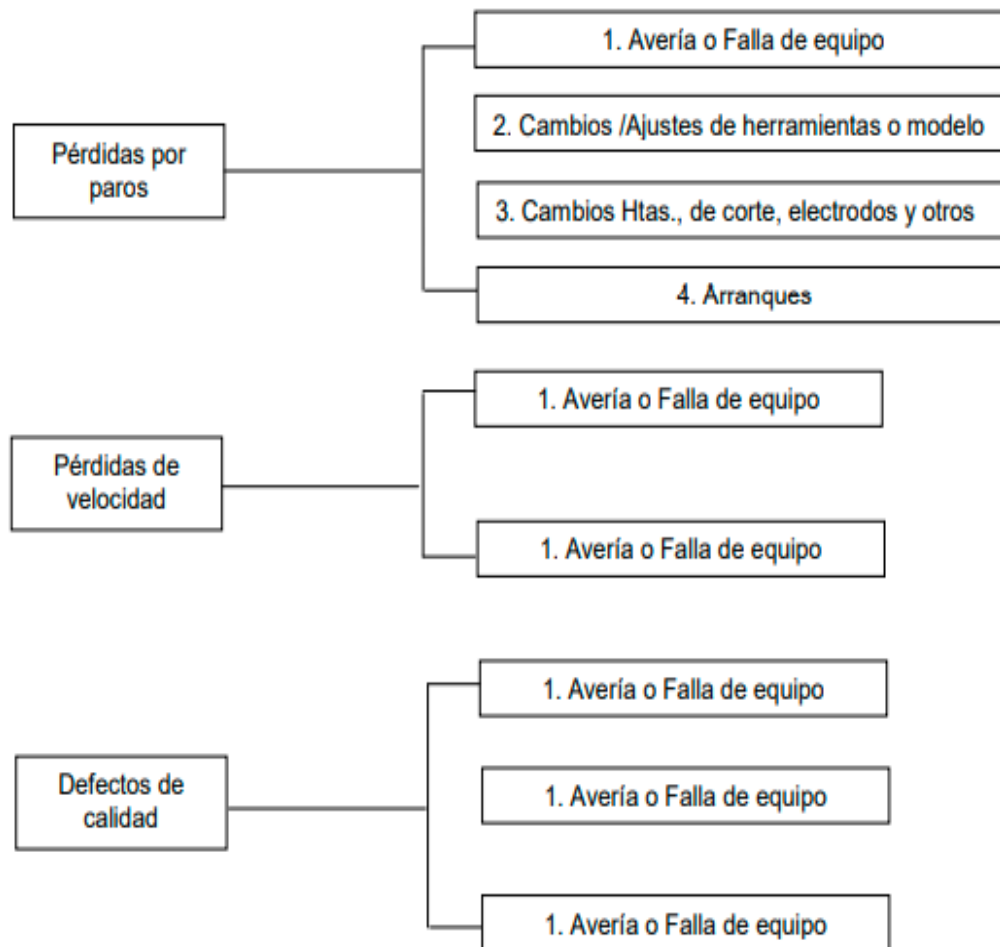 1. Avería o Falla de equipo
2. Cambios /Ajustes de herramientas o modelo
Pérdidas por
paros
3. Cambios Htas., de corte, electrodos y otros
4. Arranques
1. Avería o Falla de equipo
Pérdidas de
velocidad
1. Avería o Falla de equipo
1. Avería o Falla de equipo
Defectos de
calidad
1. Avería o Falla de equipo
1. Avería o Falla de equipo